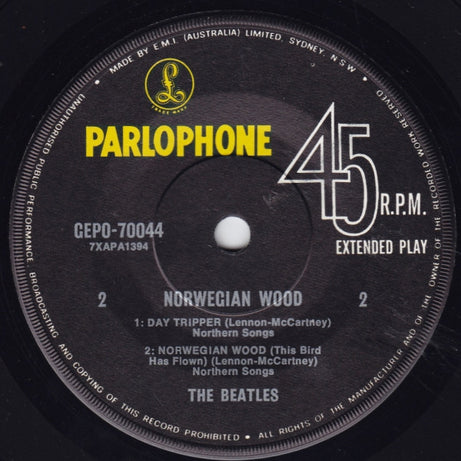 MADE BY E.M.I. (AUSTRALIA) LIMITED, SYDNEY, N·S·W •
ALL RIGHTS OF THE MANUFACTURER AND OF THE OWNER OF THE RECORDED WORK RESERVED
UNAUTHORISED PUBLIC PERFORMANCE, BROADCASTING AND COPYING OF THIS RECORD PROHIBITED •
£
TRADE MARK
PARLOPHONE
45
R.P.M.
EXTENDED PLAY
GEPO-70044
7XAPA1394
2 NORWEGIAN WOOD 2
1: DAY TRIPPER (Lennon-McCartney)
Northern Songs
2: NORWEGIAN WOOD (This Bird
Has Flown) (Lennon-McCartney)
Northern Songs
THE BEATLES